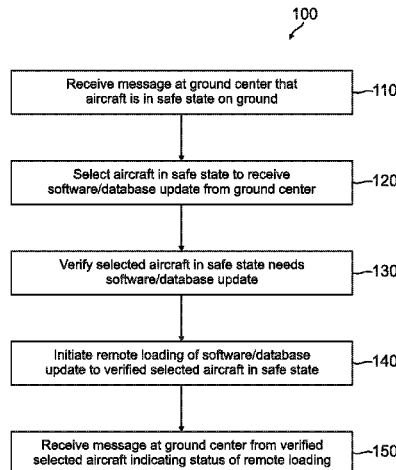 100
Receive message at ground center that
aircraft is in safe state on ground
110
Select aircraft in safe state to receive
software/database update from ground center
120
Verify selected aircraft in safe state needs
software/database update
130
Initiate remote loading of software/database
update to verified selected aircraft in safe state
140
Receive message at ground center from verified
selected aircraft indicating status of remote loading
150